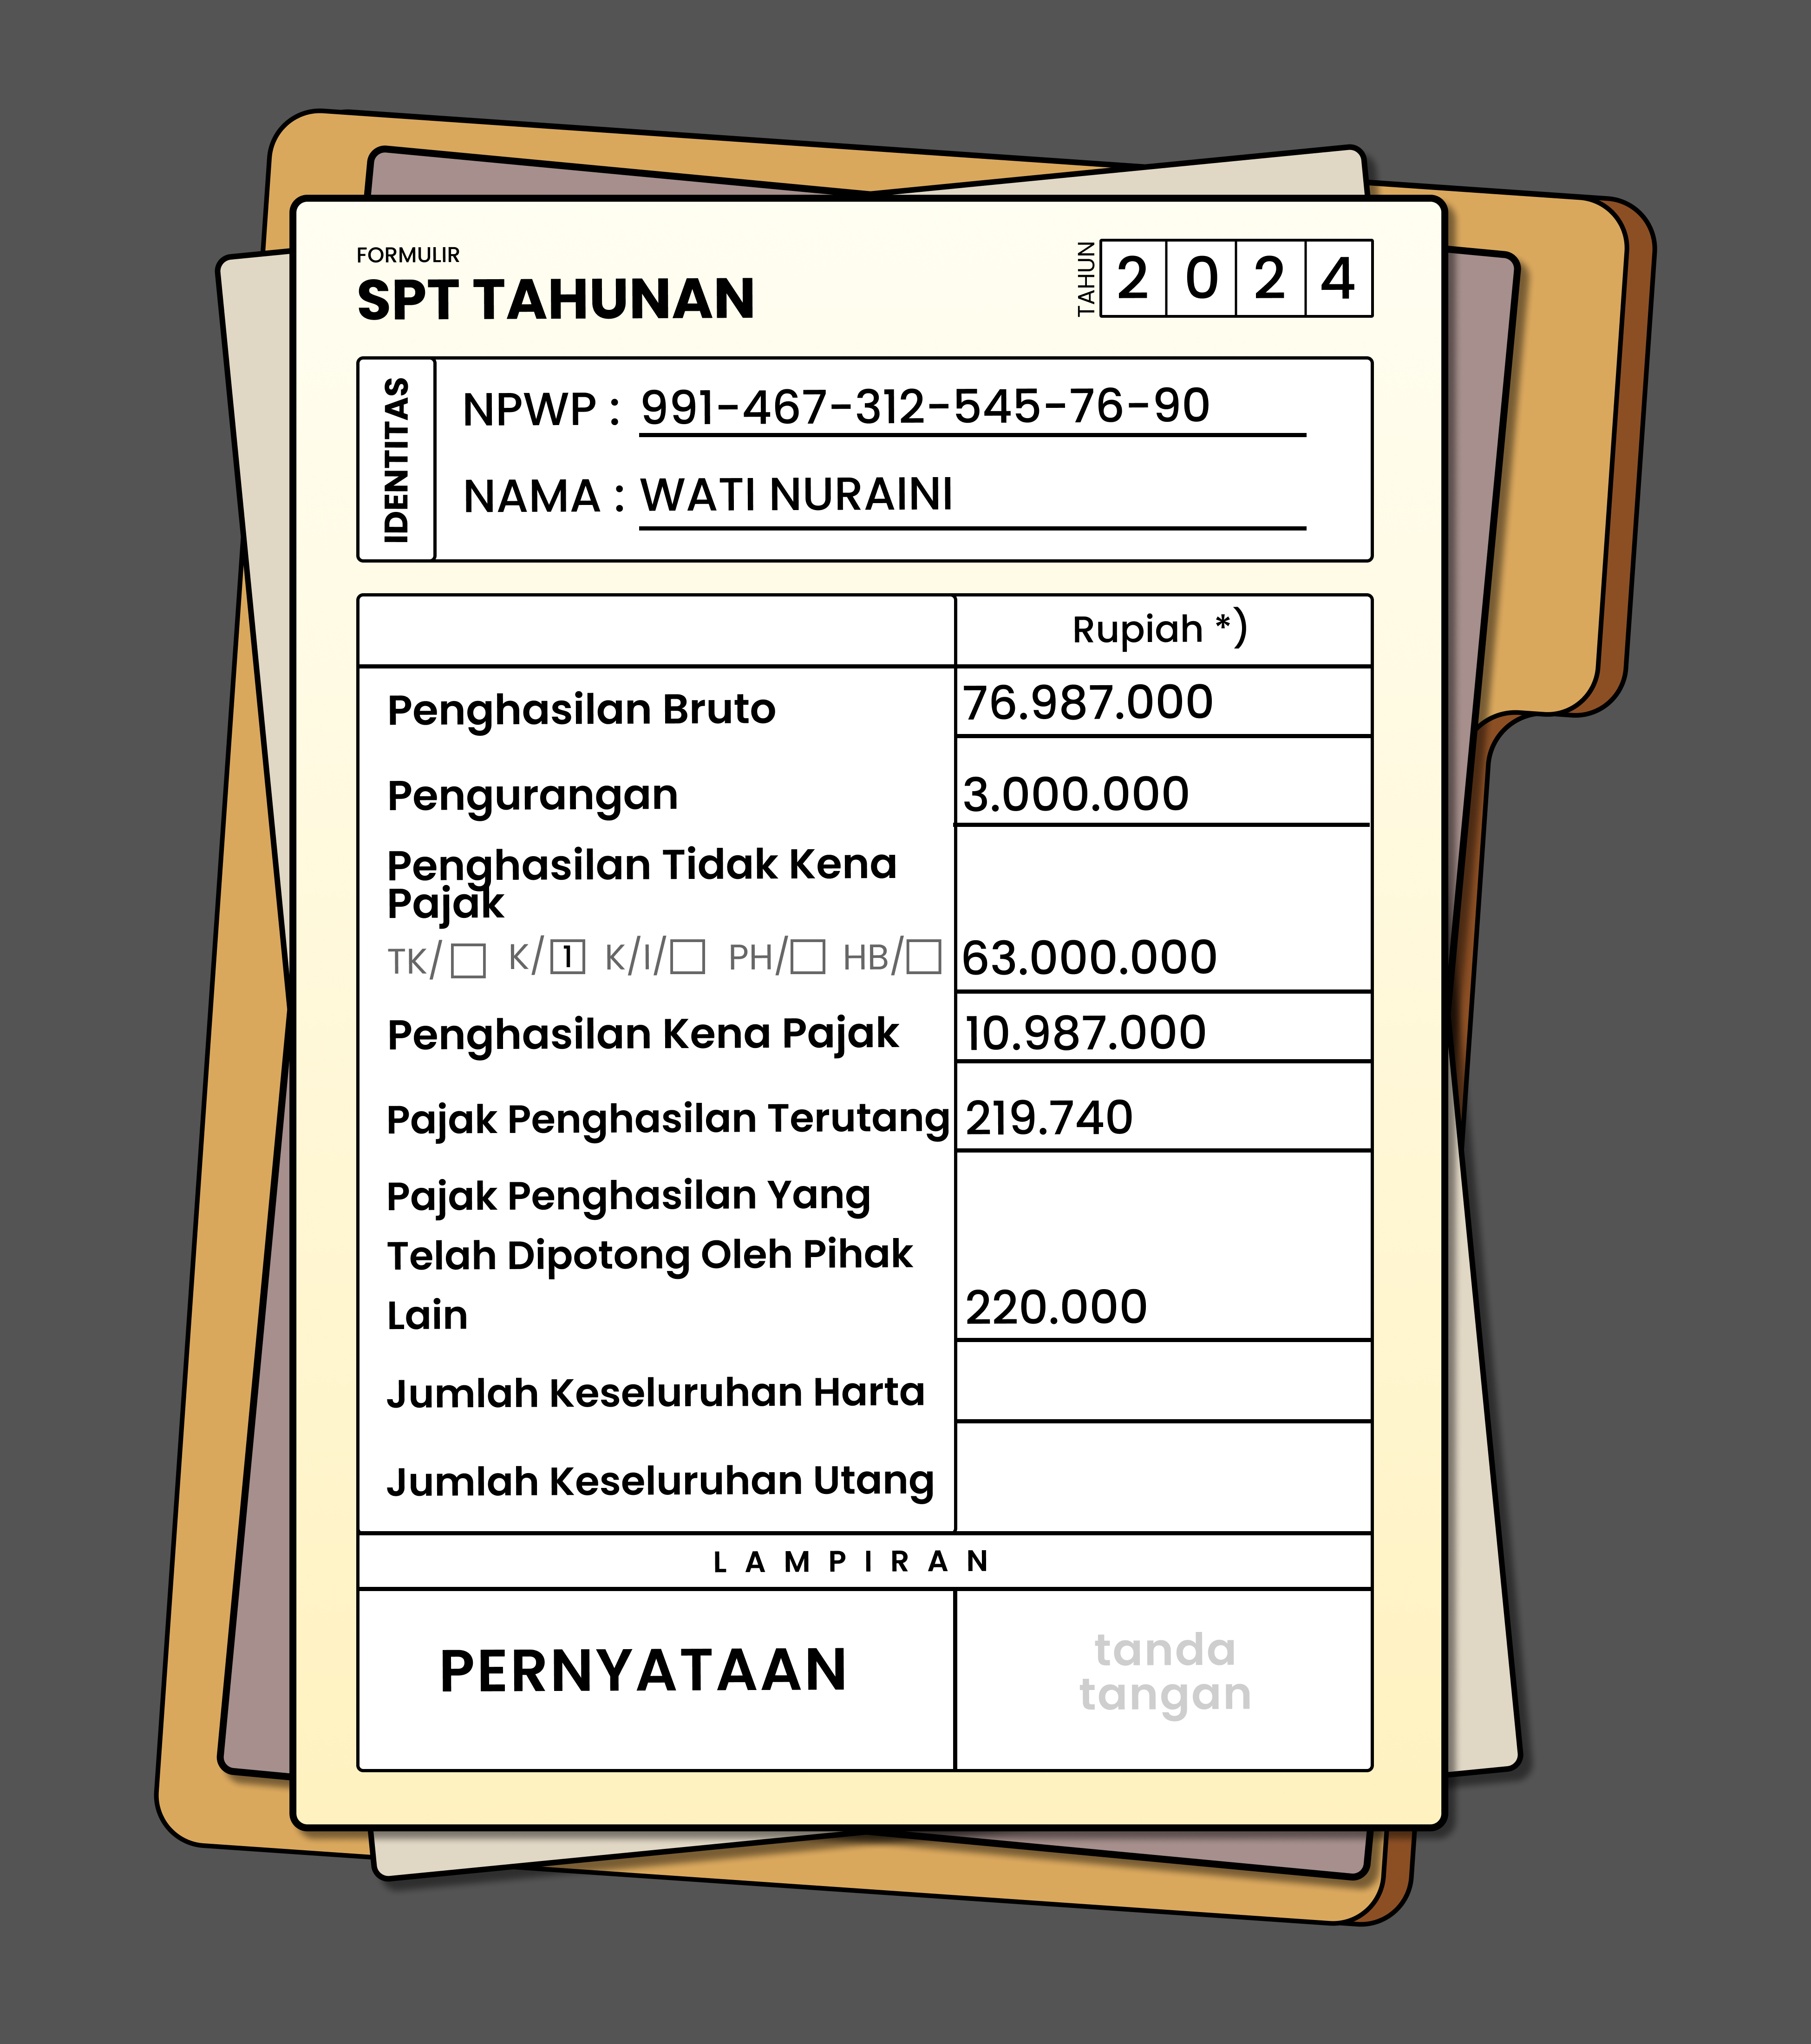 FORMULIR
SPT TAHUNAN
TAHUN 2 0 2 4
IDENTITAS
NPWP : 991-467-312-545-76-90
NAMA : WATI NURAINI
Rupiah *)
Penghasilan Bruto 76.987.000
Pengurangan 3.000.000
Penghasilan Tidak Kena
Pajak
TK/ K/ 1 K/I/ PH/ HB/ 63.000.000
Penghasilan Kena Pajak 10.987.000
Pajak Penghasilan Terutang 219.740
Pajak Penghasilan Yang
Telah Dipotong Oleh Pihak
Lain 220.000
Jumlah Keseluruhan Harta
Jumlah Keseluruhan Utang
LAMPIRAN
PERNYATAAN
tanda
tangan